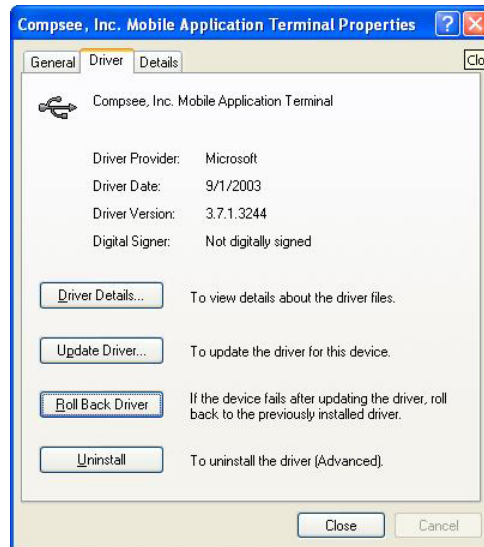 Compsee, Inc. Mobile Application Terminal Properties
General Driver Details
Clo
Compsee, Inc. Mobile Application Terminal
Driver Provider: Microsoft
Driver Date: 9/1/2003
Driver Version: 3.7.1.3244
Digital Signer: Not digitally signed
Driver Details... To view details about the driver files.
Update Driver... To update the driver for this device.
Roll Back Driver If the device fails after updating the driver, roll
back to the previously installed driver.
Uninstall To uninstall the driver (Advanced).
Close Cancel